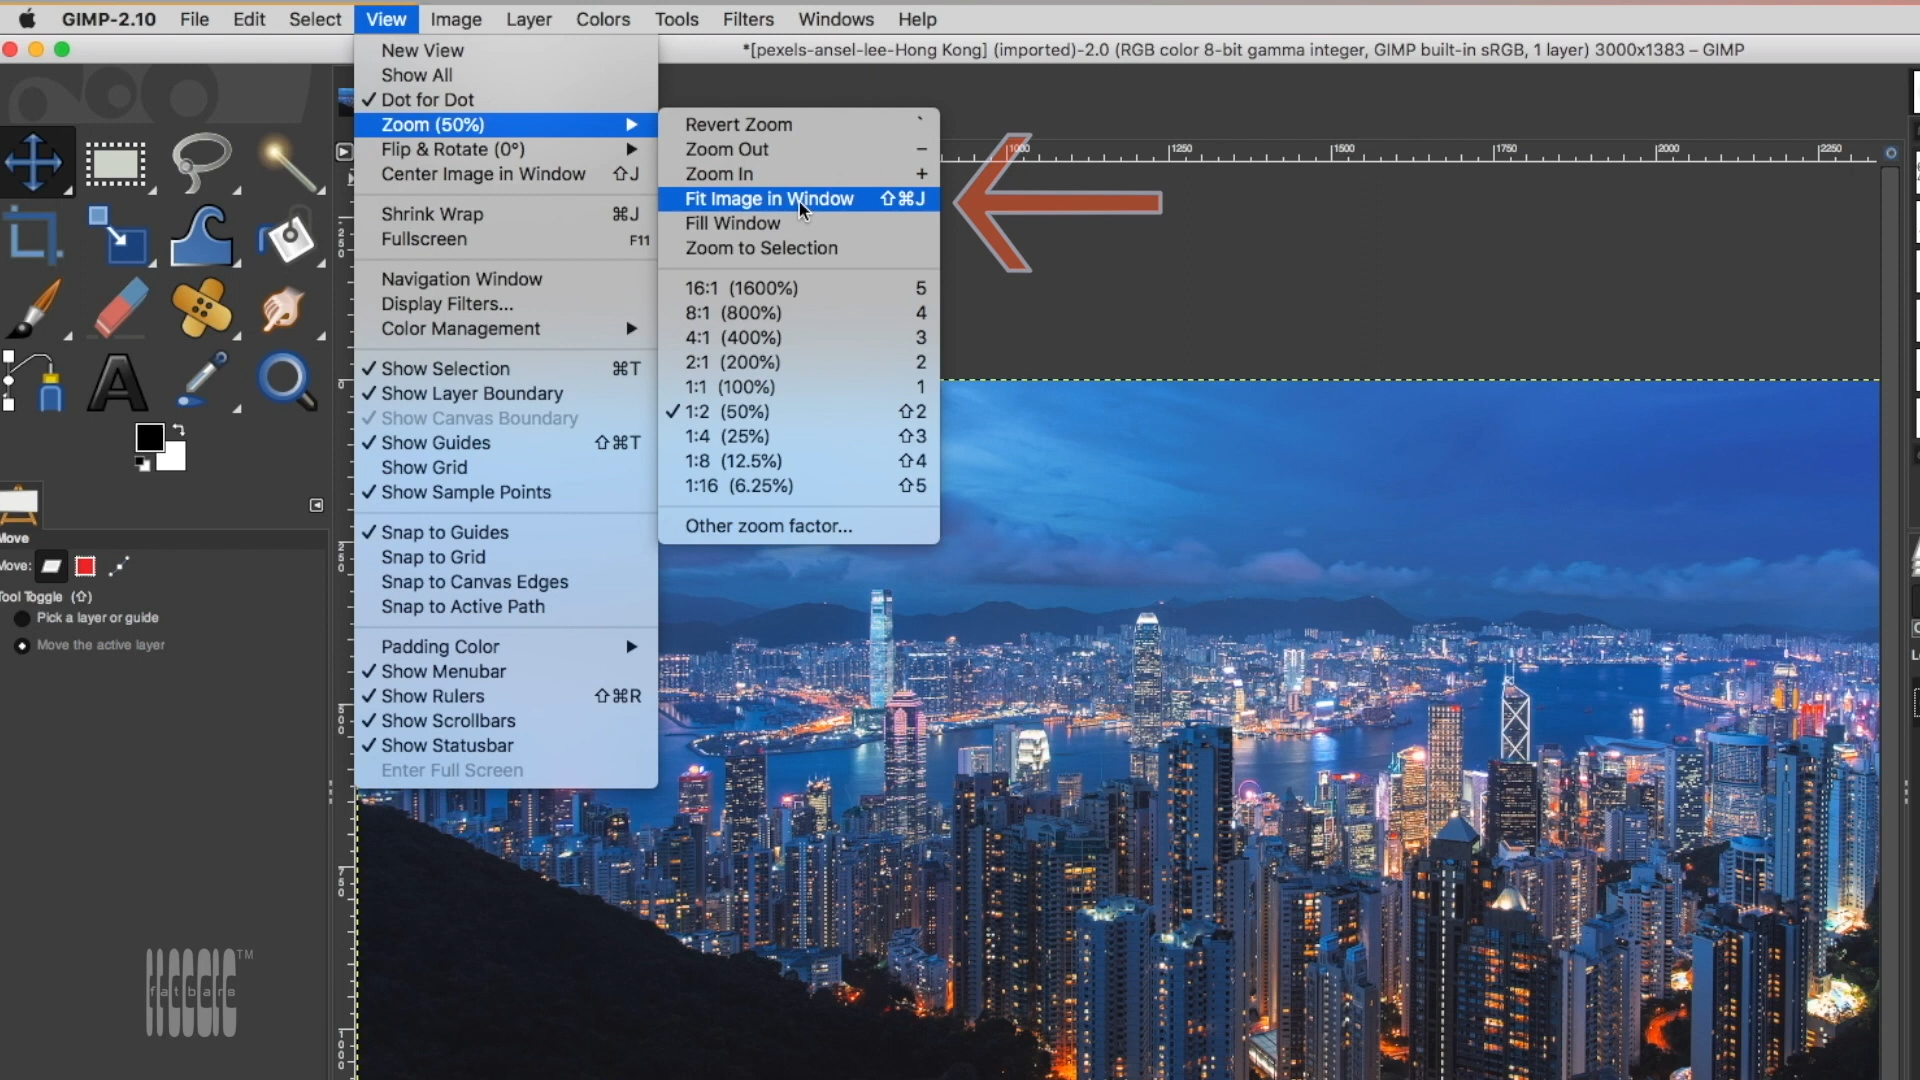 GIMP-2.10 File Edit Select View Image Layer Colors Tools Filters Windows Help
*[pexels-ansel-lee-Hong Kong] (imported)-2.0 (RGB color 8-bit gamma integer, GIMP built-in sRGB, 1 layer) 3000x1383 – GIMP
New View
Show All
✓ Dot for Dot
Zoom (50%) ▶
Flip & Rotate (0°) ▶
Center Image in Window ⇧J
Shrink Wrap ⌘J
Fullscreen F11
Navigation Window
Display Filters...
Color Management ▶
✓ Show Selection ⌘T
✓ Show Layer Boundary
✓ Show Canvas Boundary
✓ Show Guides ⇧⌘T
Show Grid
✓ Show Sample Points
✓ Snap to Guides
Snap to Grid
Snap to Canvas Edges
Snap to Active Path
Padding Color ▶
✓ Show Menubar
✓ Show Rulers ⇧⌘R
✓ Show Scrollbars
✓ Show Statusbar
Enter Full Screen
Revert Zoom `
Zoom Out −
Zoom In +
Fit Image in Window ⇧⌘J
Fill Window
Zoom to Selection
16:1 (1600%) 5
8:1 (800%) 4
4:1 (400%) 3
2:1 (200%) 2
1:1 (100%) 1
✓ 1:2 (50%) ⇧2
1:4 (25%) ⇧3
1:8 (12.5%) ⇧4
1:16 (6.25%) ⇧5
Other zoom factor...
1000 1250 1500 1750 2000 2250
250
0
250
500
750
1000
Move
Move:
Tool Toggle (⇧)
Pick a layer or guide
Move the active layer
fatbars
TM